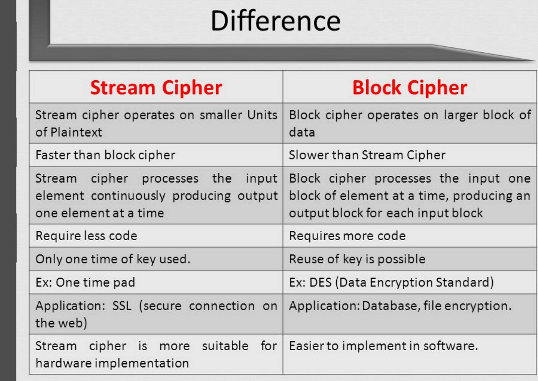 Difference
Stream Cipher
Block Cipher
Stream cipher operates on smaller Units
of Plaintext
Block cipher operates on larger block of
data
Faster than block cipher
Slower than Stream Cipher
Stream cipher processes the input
element continuously producing output
one element at a time
Block cipher processes the input one
block of element at a time, producing an
output block for each input block
Require less code
Requires more code
Only one time of key used.
Reuse of key is possible
Ex: One time pad
Ex: DES (Data Encryption Standard)
Application: SSL (secure connection on
the web)
Application: Database, file encryption.
Stream cipher is more suitable for
hardware implementation
Easier to implement in software.